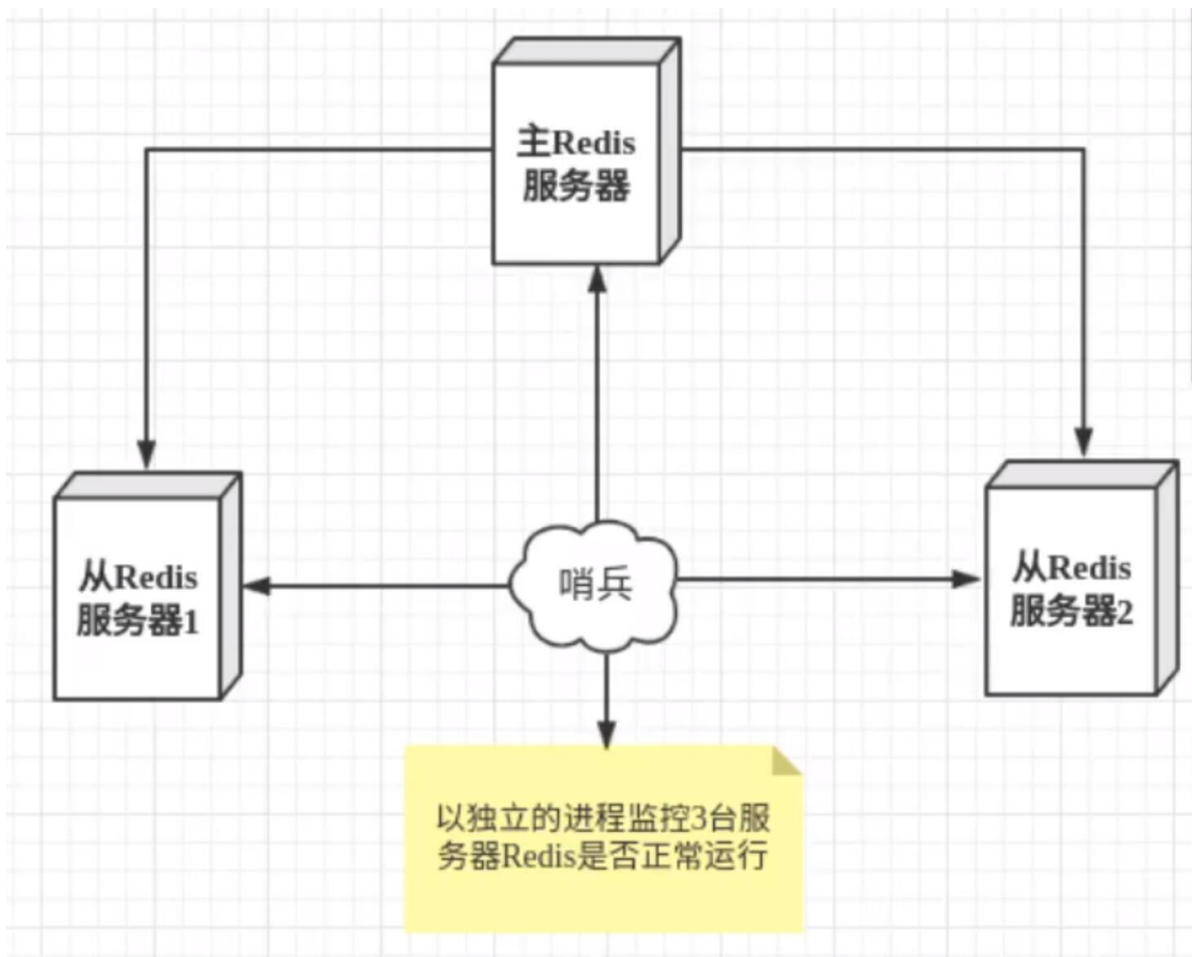 主Redis
服务器
从Redis
服务器1
哨兵
从Redis
服务器2
以独立的进程监控3台服
务器Redis是否正常运行